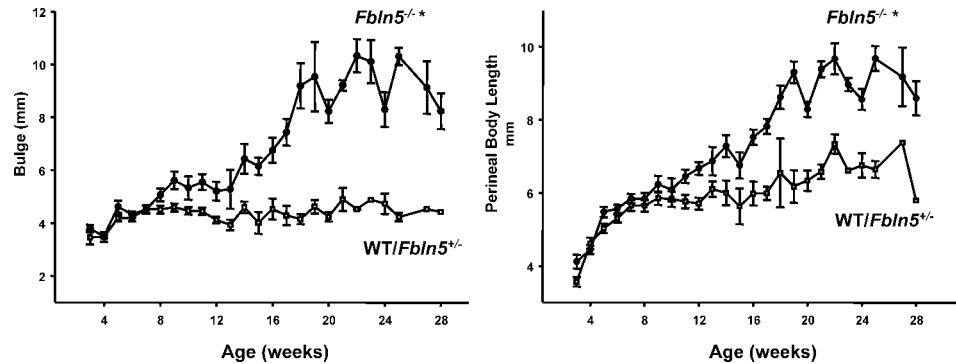 Fbln5-/- *
12
10
8
6
4
2
Bulge (mm)
WT/Fbln5+/-
4 8 12 16 20 24 28
Age (weeks)
Fbln5-/- *
10
8
6
4
Perineal Body Length
mm
WT/Fbln5+/-
4 8 12 16 20 24 28
Age (weeks)